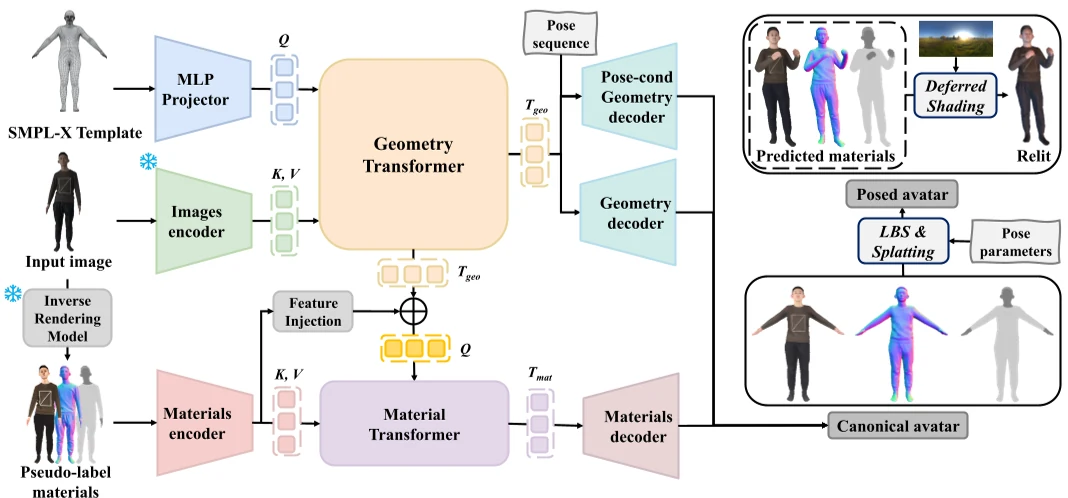 SMPL-X Template
MLP
Projector
Q
Geometry
Transformer
Pose
sequence
T_geo
Pose-cond
Geometry
decoder
Geometry
decoder
Input image
Images
encoder
K, V
T_geo
Inverse
Rendering
Model
Feature
Injection
Q
Pseudo-label
materials
Materials
encoder
K, V
Material
Transformer
T_mat
Materials
decoder
Canonical avatar
LBS &
Splatting
Pose
parameters
Posed avatar
Predicted materials
Deferred
Shading
Relit